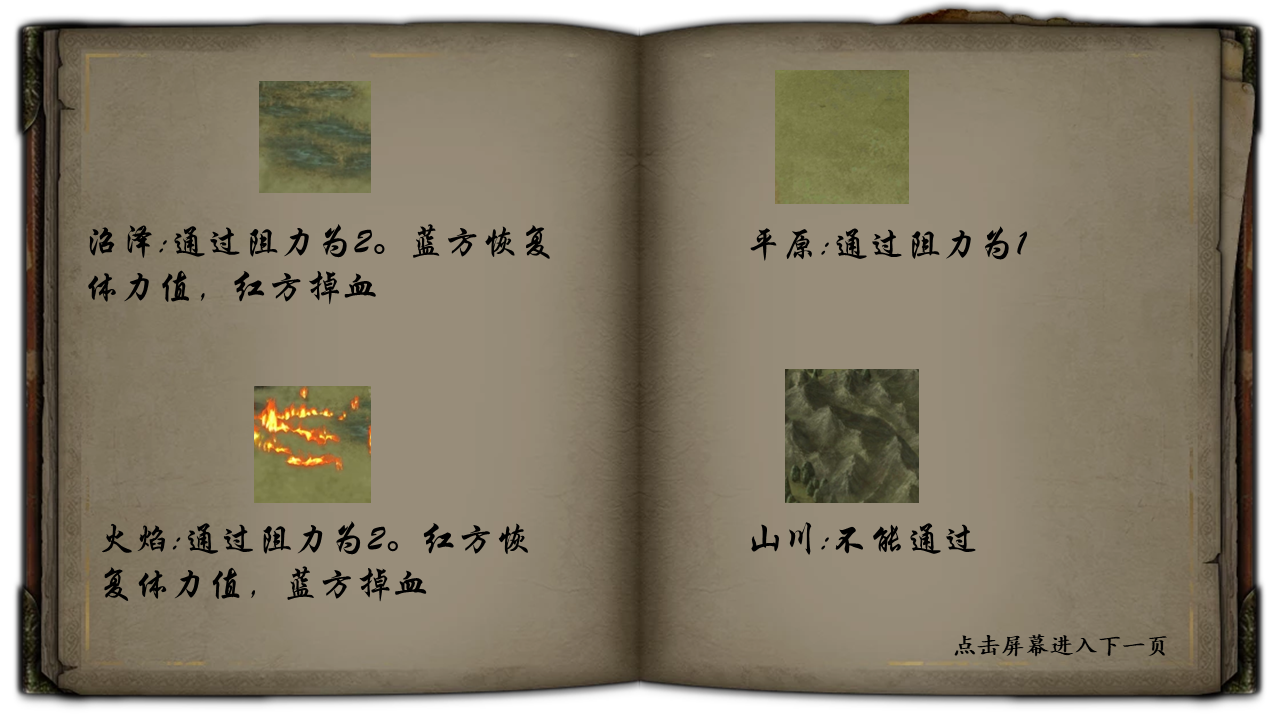 沼泽:通过阻力为2。蓝方恢复
体力值，红方掉血
火焰:通过阻力为2。红方恢
复体力值，蓝方掉血
平原:通过阻力为1
山川:不能通过
点击屏幕进入下一页